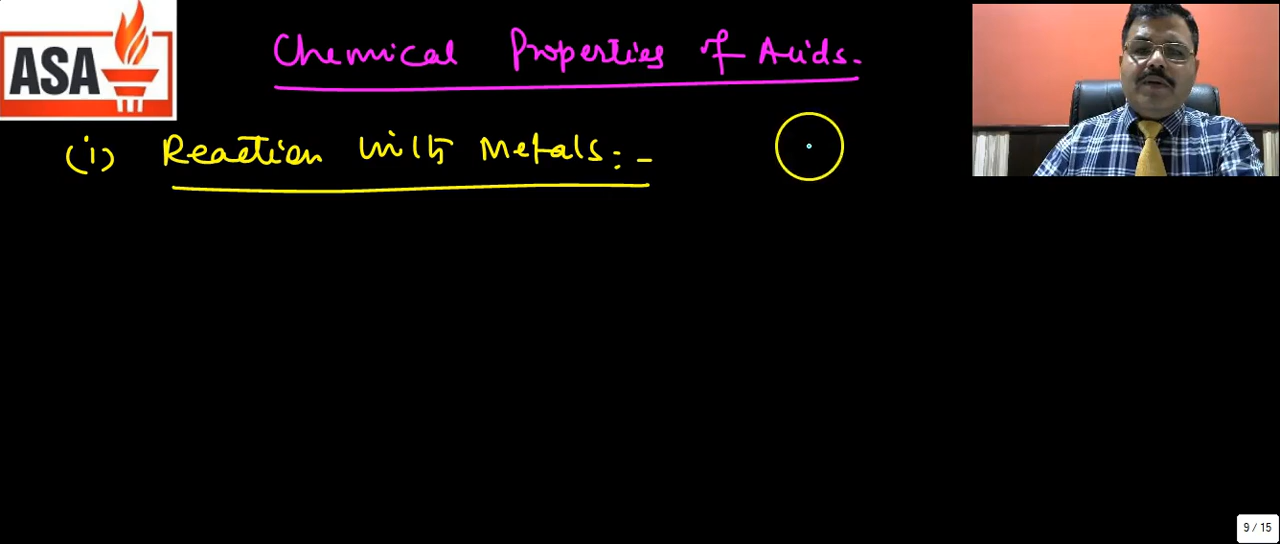 ASA
Chemical Properties of Acids.
(i) Reaction with Metals:-
9 / 15